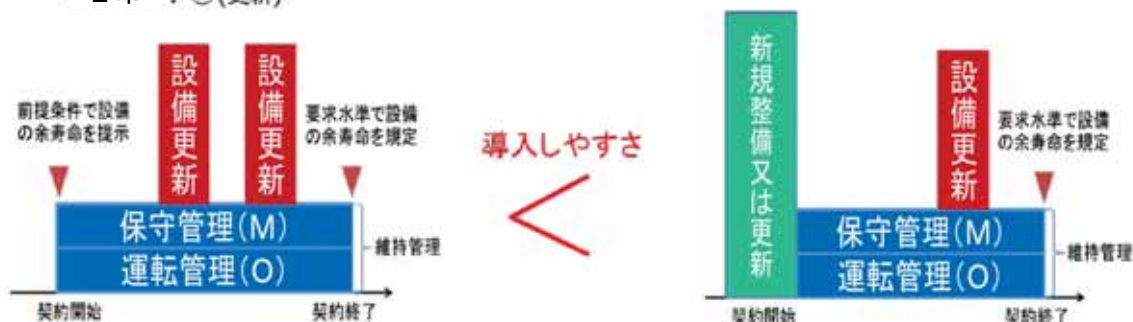 (更新)
前提条件で設備
の余寿命を提示
設備更新
設備更新
要求水準で設備
の余寿命を規定
保守管理(M)
運転管理(O)
維持管理
契約開始
契約終了
導入しやすさ
新規整備又は更新
設備更新
要求水準で設備
の余寿命を規定
保守管理(M)
運転管理(O)
維持管理
契約開始
契約終了